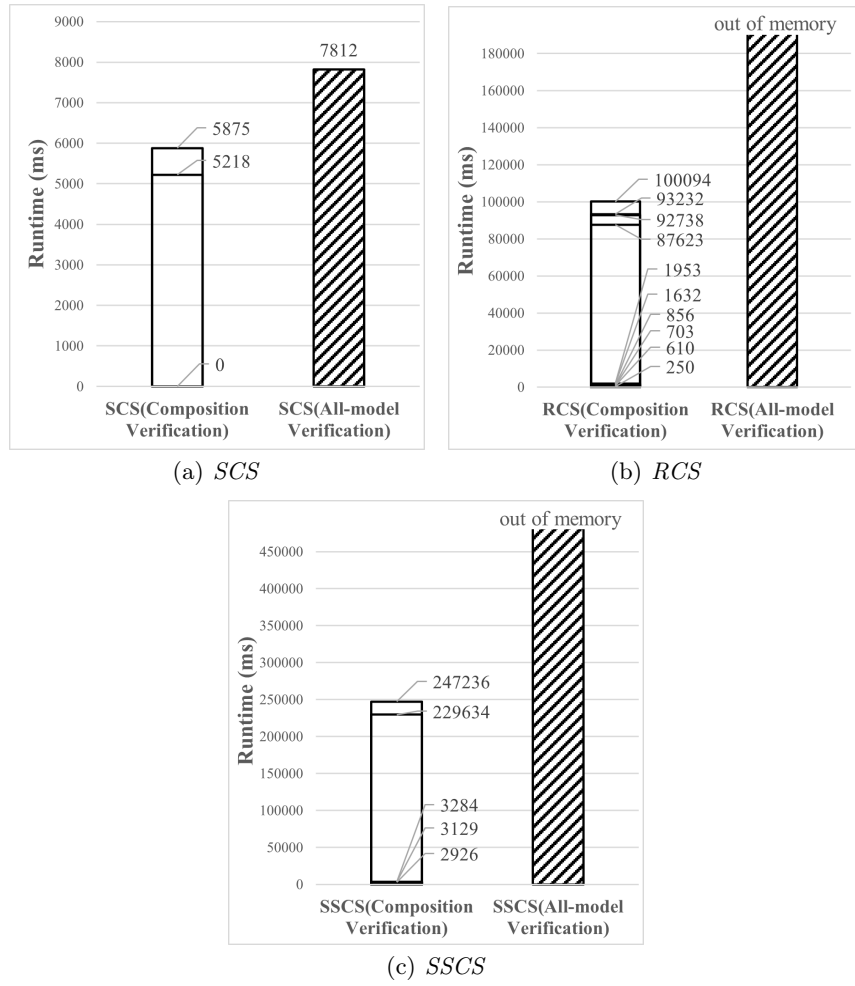 9000
8000
7000
6000
5000
4000
3000
2000
1000
0
Runtime (ms)
7812
5875
5218
0
SCS(Composition
Verification)
SCS(All-model
Verification)
(a) SCS
out of memory
180000
160000
140000
120000
100000
80000
60000
40000
20000
0
Runtime (ms)
100094
93232
92738
87623
1953
1632
856
703
610
250
RCS(Composition
Verification)
RCS(All-model
Verification)
(b) RCS
out of memory
450000
400000
350000
300000
250000
200000
150000
100000
50000
0
Runtime (ms)
247236
229634
3284
3129
2926
SSCS(Composition
Verification)
SSCS(All-model
Verification)
(c) SSCS